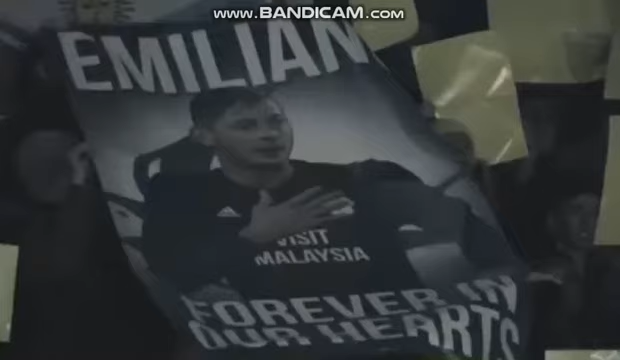 www.BANDICAM.com
EMILIAN
VISIT
MALAYSIA
FOREVER IN
OUR HEARTS